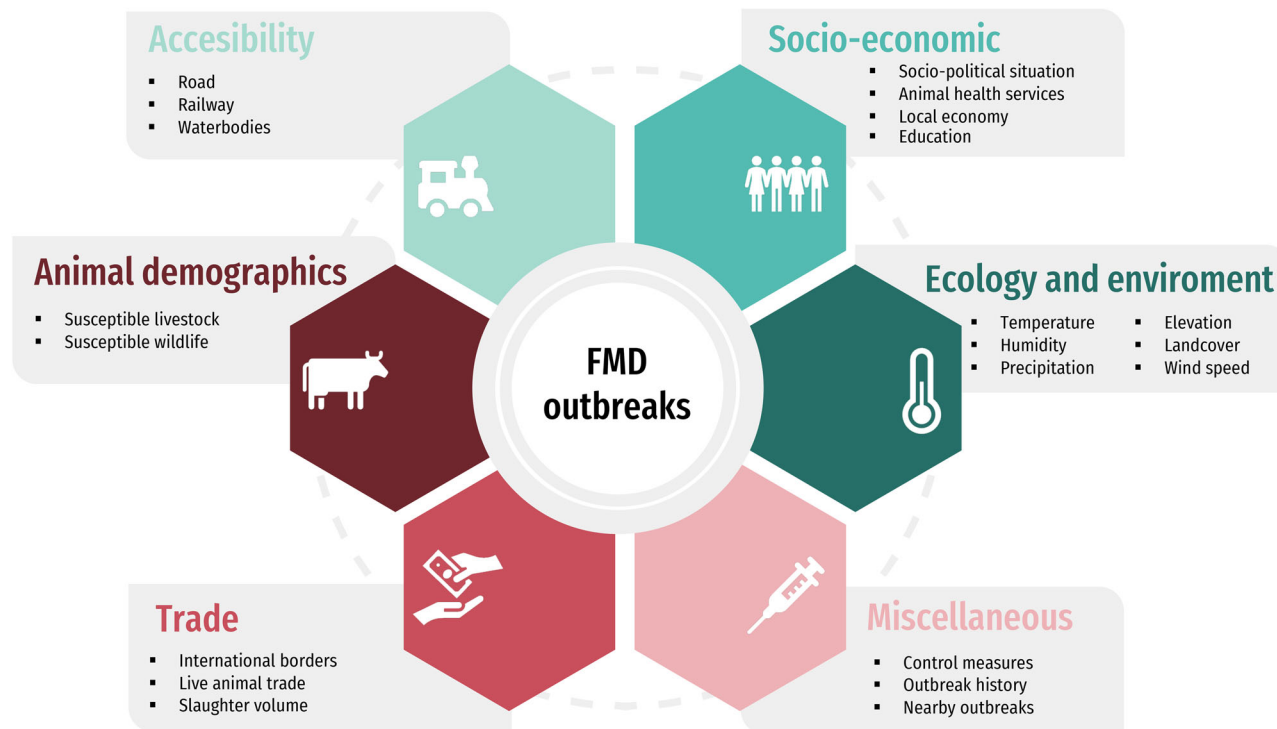 Accesibility
Road
Railway
Waterbodies
Socio-economic
Socio-political situation
Animal health services
Local economy
Education
Animal demographics
Susceptible livestock
Susceptible wildlife
FMD
outbreaks
Ecology and enviroment
Temperature
Humidity
Precipitation
Elevation
Landcover
Wind speed
Trade
International borders
Live animal trade
Slaughter volume
Miscellaneous
Control measures
Outbreak history
Nearby outbreaks